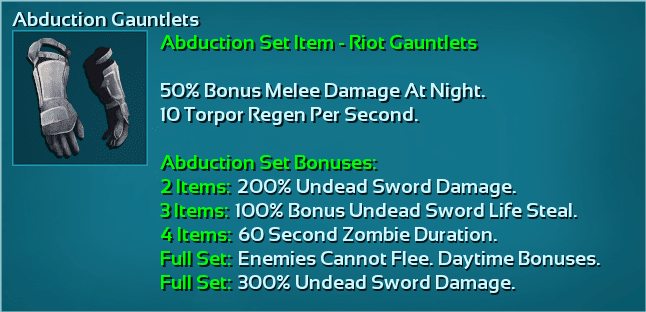 Abduction Gauntlets
Abduction Set Item - Riot Gauntlets
50% Bonus Melee Damage At Night.
10 Torpor Regen Per Second.
Abduction Set Bonuses:
2 Items: 200% Undead Sword Damage.
3 Items: 100% Bonus Undead Sword Life Steal.
4 Items: 60 Second Zombie Duration.
Full Set: Enemies Cannot Flee. Daytime Bonuses.
Full Set: 300% Undead Sword Damage.